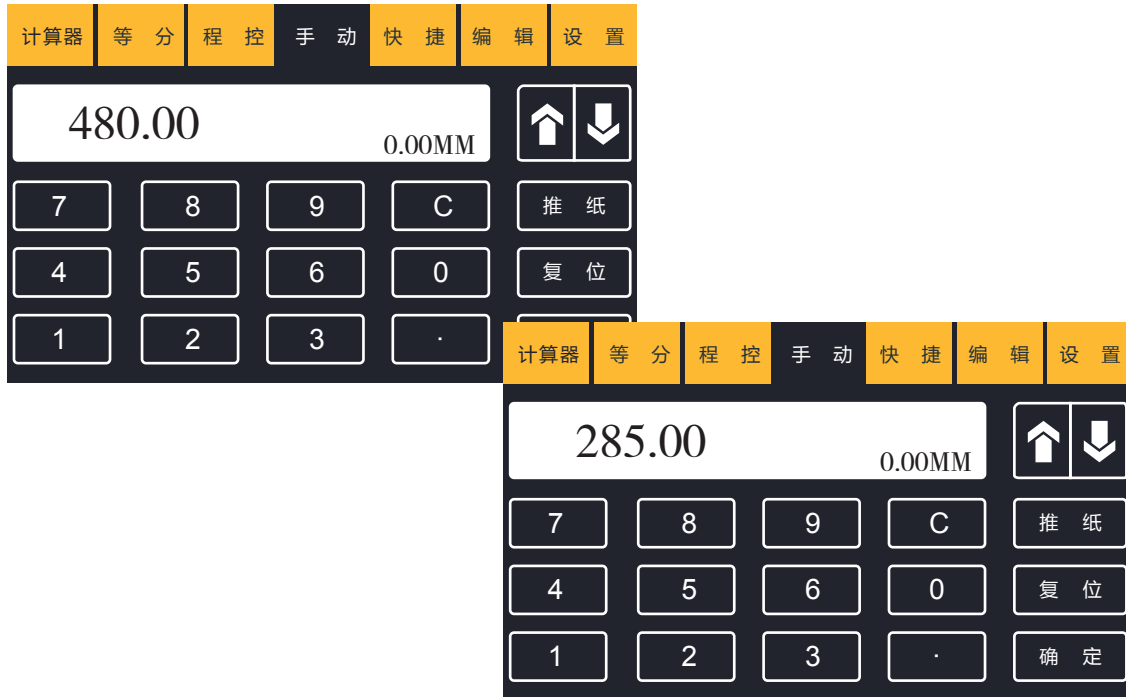 计算器 等 分 程 控 手 动 快 捷 编 辑 设 置
480.00 0.00MM
7 8 9 C 推 纸
4 5 6 0 复 位
1 2 3 ·
计算器 等 分 程 控 手 动 快 捷 编 辑 设 置
285.00 0.00MM
7 8 9 C 推 纸
4 5 6 0 复 位
1 2 3 · 确 定